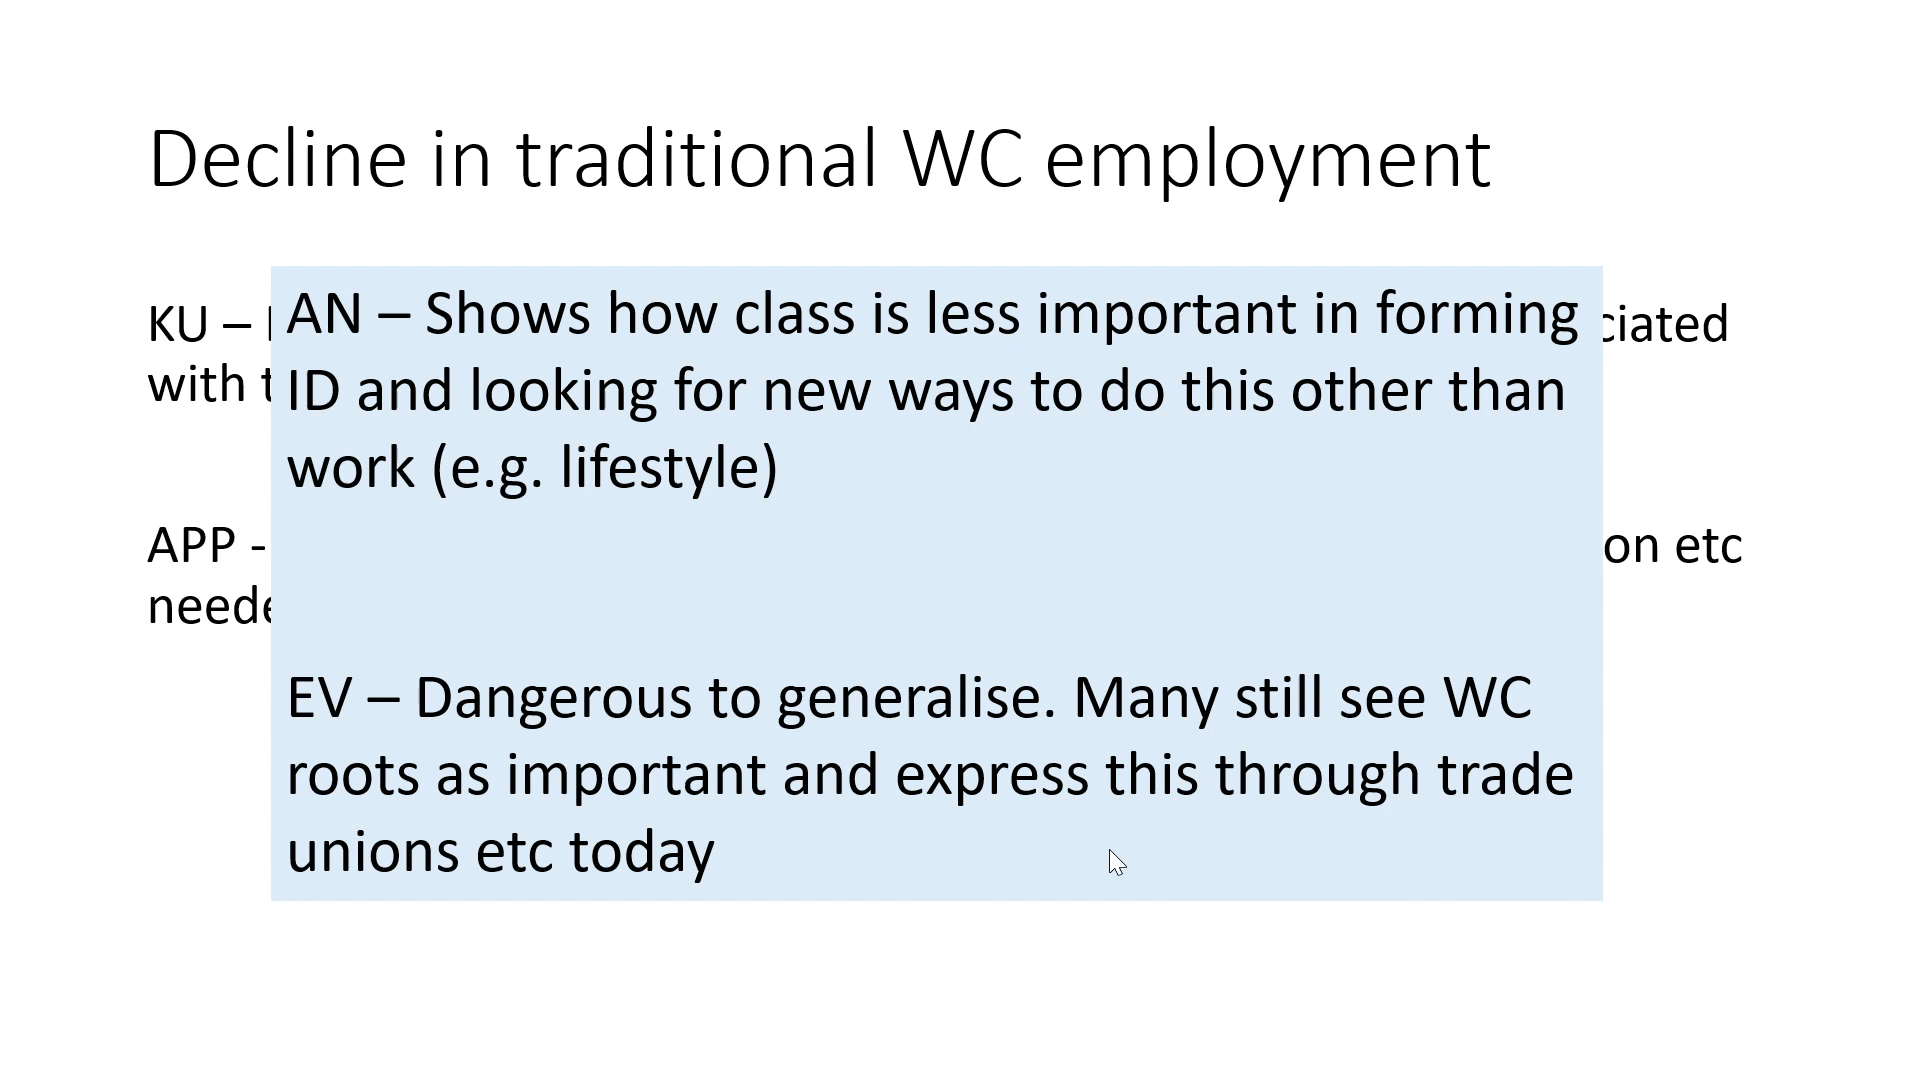 Decline in traditional WC employment
KU –
with
AN – Shows how class is less important in forming
ID and looking for new ways to do this other than
work (e.g. lifestyle)
APP -
on etc
EV – Dangerous to generalise. Many still see WC
roots as important and express this through trade
unions etc today